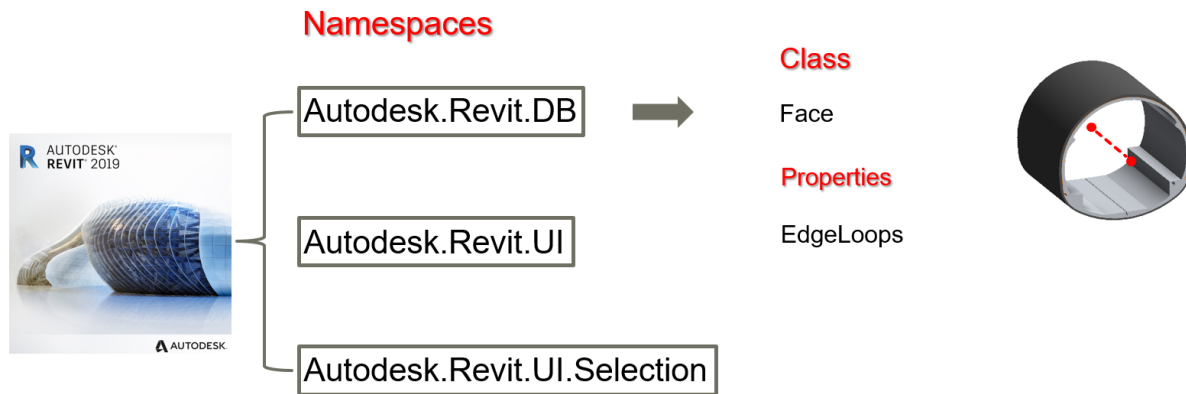 Namespaces
Autodesk.Revit.DB
Autodesk.Revit.UI
Autodesk.Revit.UI.Selection
Class
Face
Properties
EdgeLoops
R AUTODESK®
REVIT® 2019
AUTODESK.